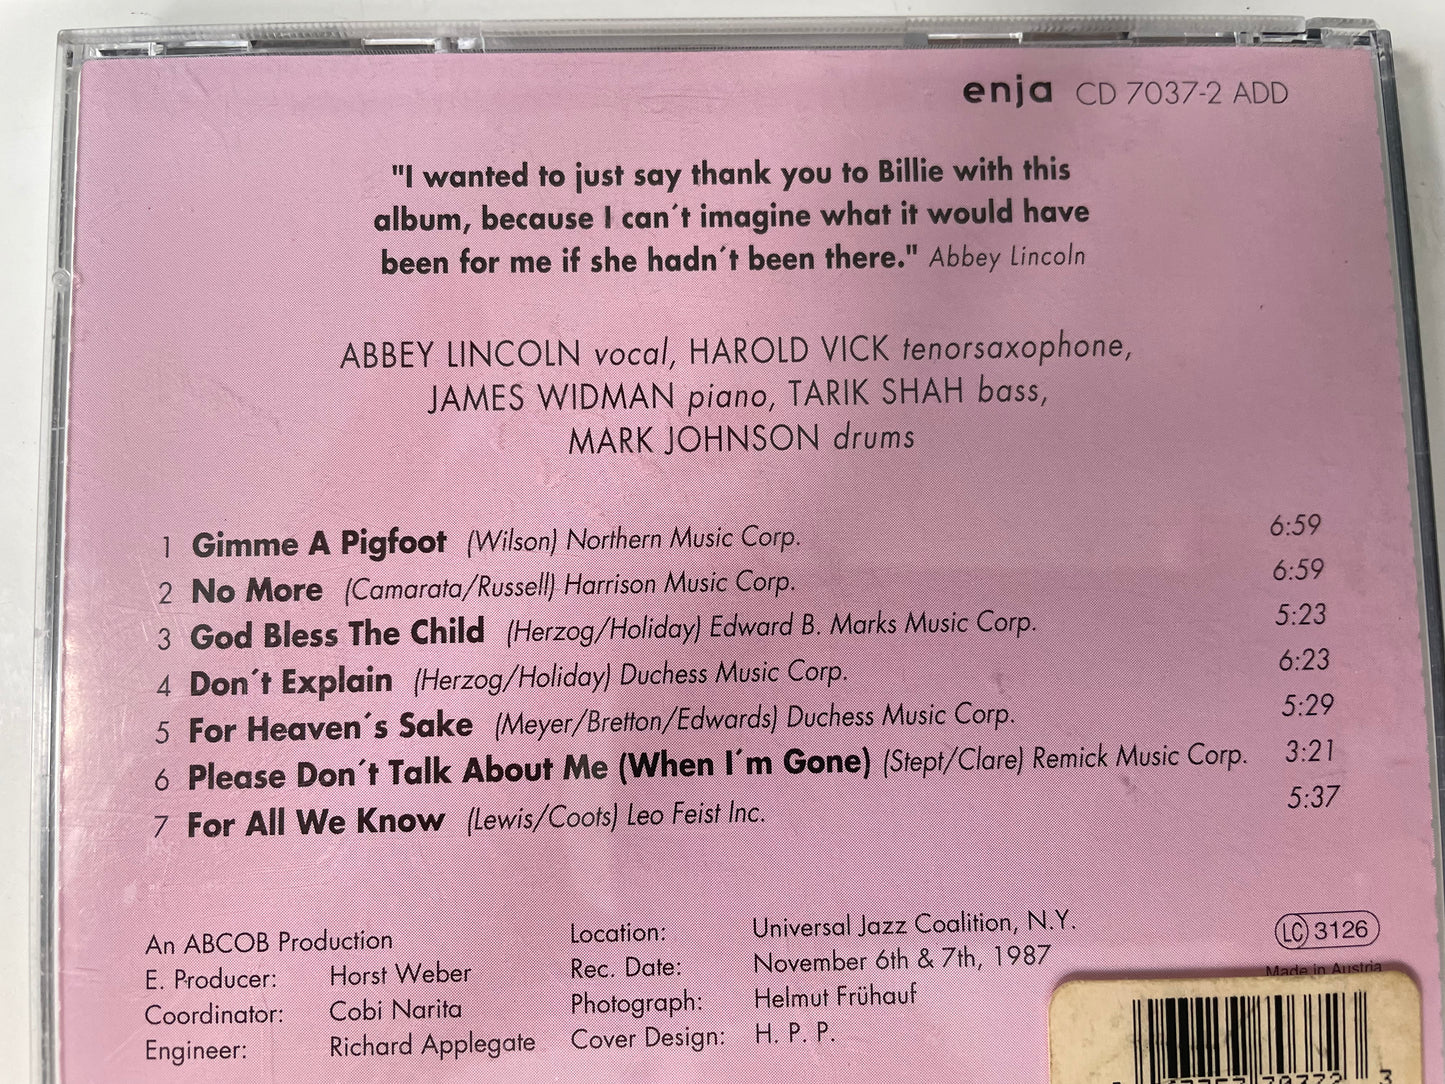 enja CD 7037-2 ADD
"I wanted to just say thank you to Billie with this
album, because I can´t imagine what it would have
been for me if she hadn´t been there." Abbey Lincoln
ABBEY LINCOLN vocal, HAROLD VICK tenorsaxophone,
JAMES WIDMAN piano, TARIK SHAH bass,
MARK JOHNSON drums
1 Gimme A Pigfoot (Wilson) Northern Music Corp. 6:59
2 No More (Camarata/Russell) Harrison Music Corp. 6:59
3 God Bless The Child (Herzog/Holiday) Edward B. Marks Music Corp. 5:23
4 Don´t Explain (Herzog/Holiday) Duchess Music Corp. 6:23
5 For Heaven´s Sake (Meyer/Bretton/Edwards) Duchess Music Corp. 5:29
6 Please Don´t Talk About Me (When I´m Gone) (Stept/Clare) Remick Music Corp. 3:21
7 For All We Know (Lewis/Coots) Leo Feist Inc. 5:37
An ABCOB Production
E. Producer: Horst Weber
Coordinator: Cobi Narita
Engineer: Richard Applegate
Location: Universal Jazz Coalition, N.Y.
Rec. Date: November 6th & 7th, 1987
Photograph: Helmut Frühauf
Cover Design: H. P. P.
LC 3126
Made in Austria